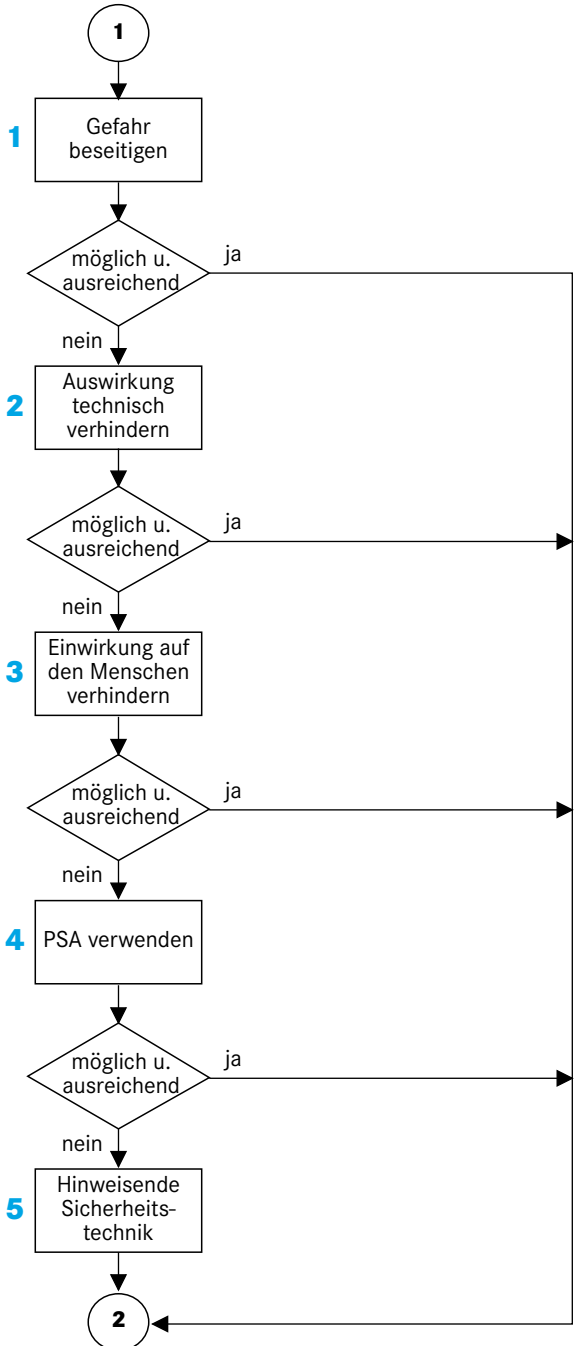 1
1
Gefahr
beseitigen
möglich u.
ausreichend
ja
nein
2
Auswirkung
technisch
verhindern
möglich u.
ausreichend
ja
nein
3
Einwirkung auf
den Menschen
verhindern
möglich u.
ausreichend
ja
nein
4
PSA verwenden
möglich u.
ausreichend
ja
nein
5
Hinweisende
Sicherheits-
technik
2